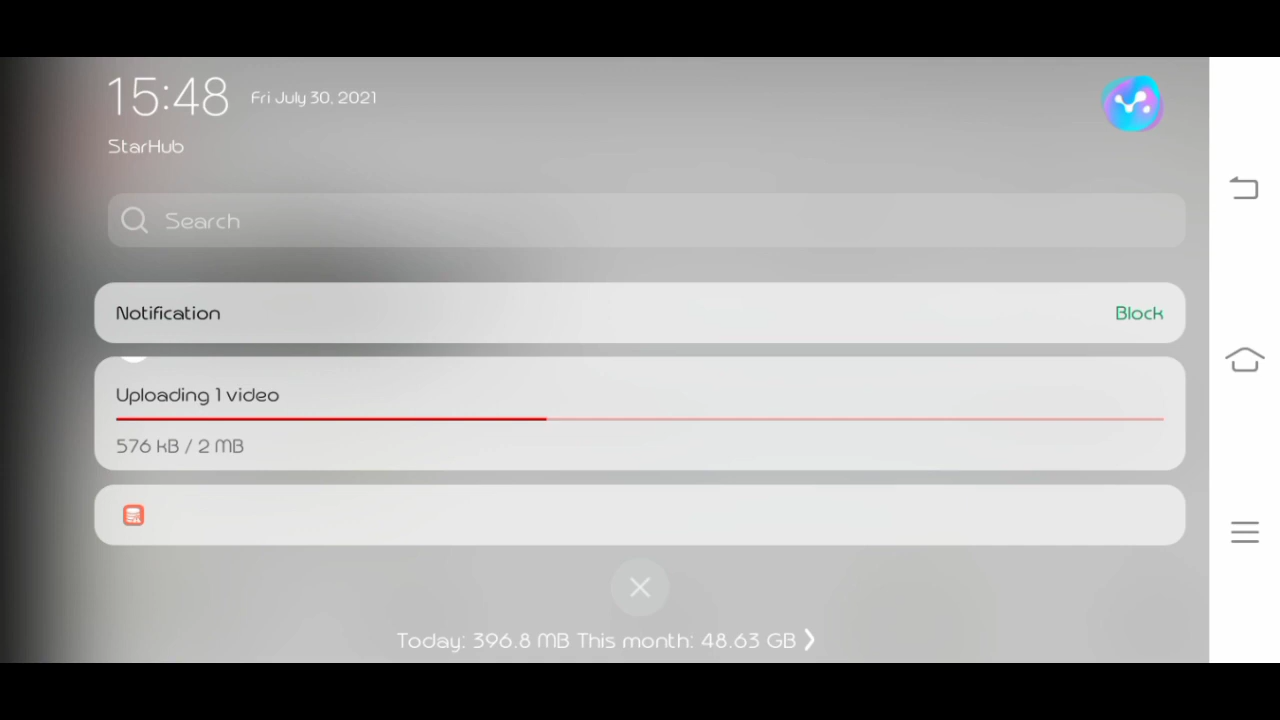 15:48
Fri July 30, 2021
StarHub
Search
Notification
Block
Uploading 1 video
576 kB / 2 MB
Today: 396.8 MB This month: 48.63 GB